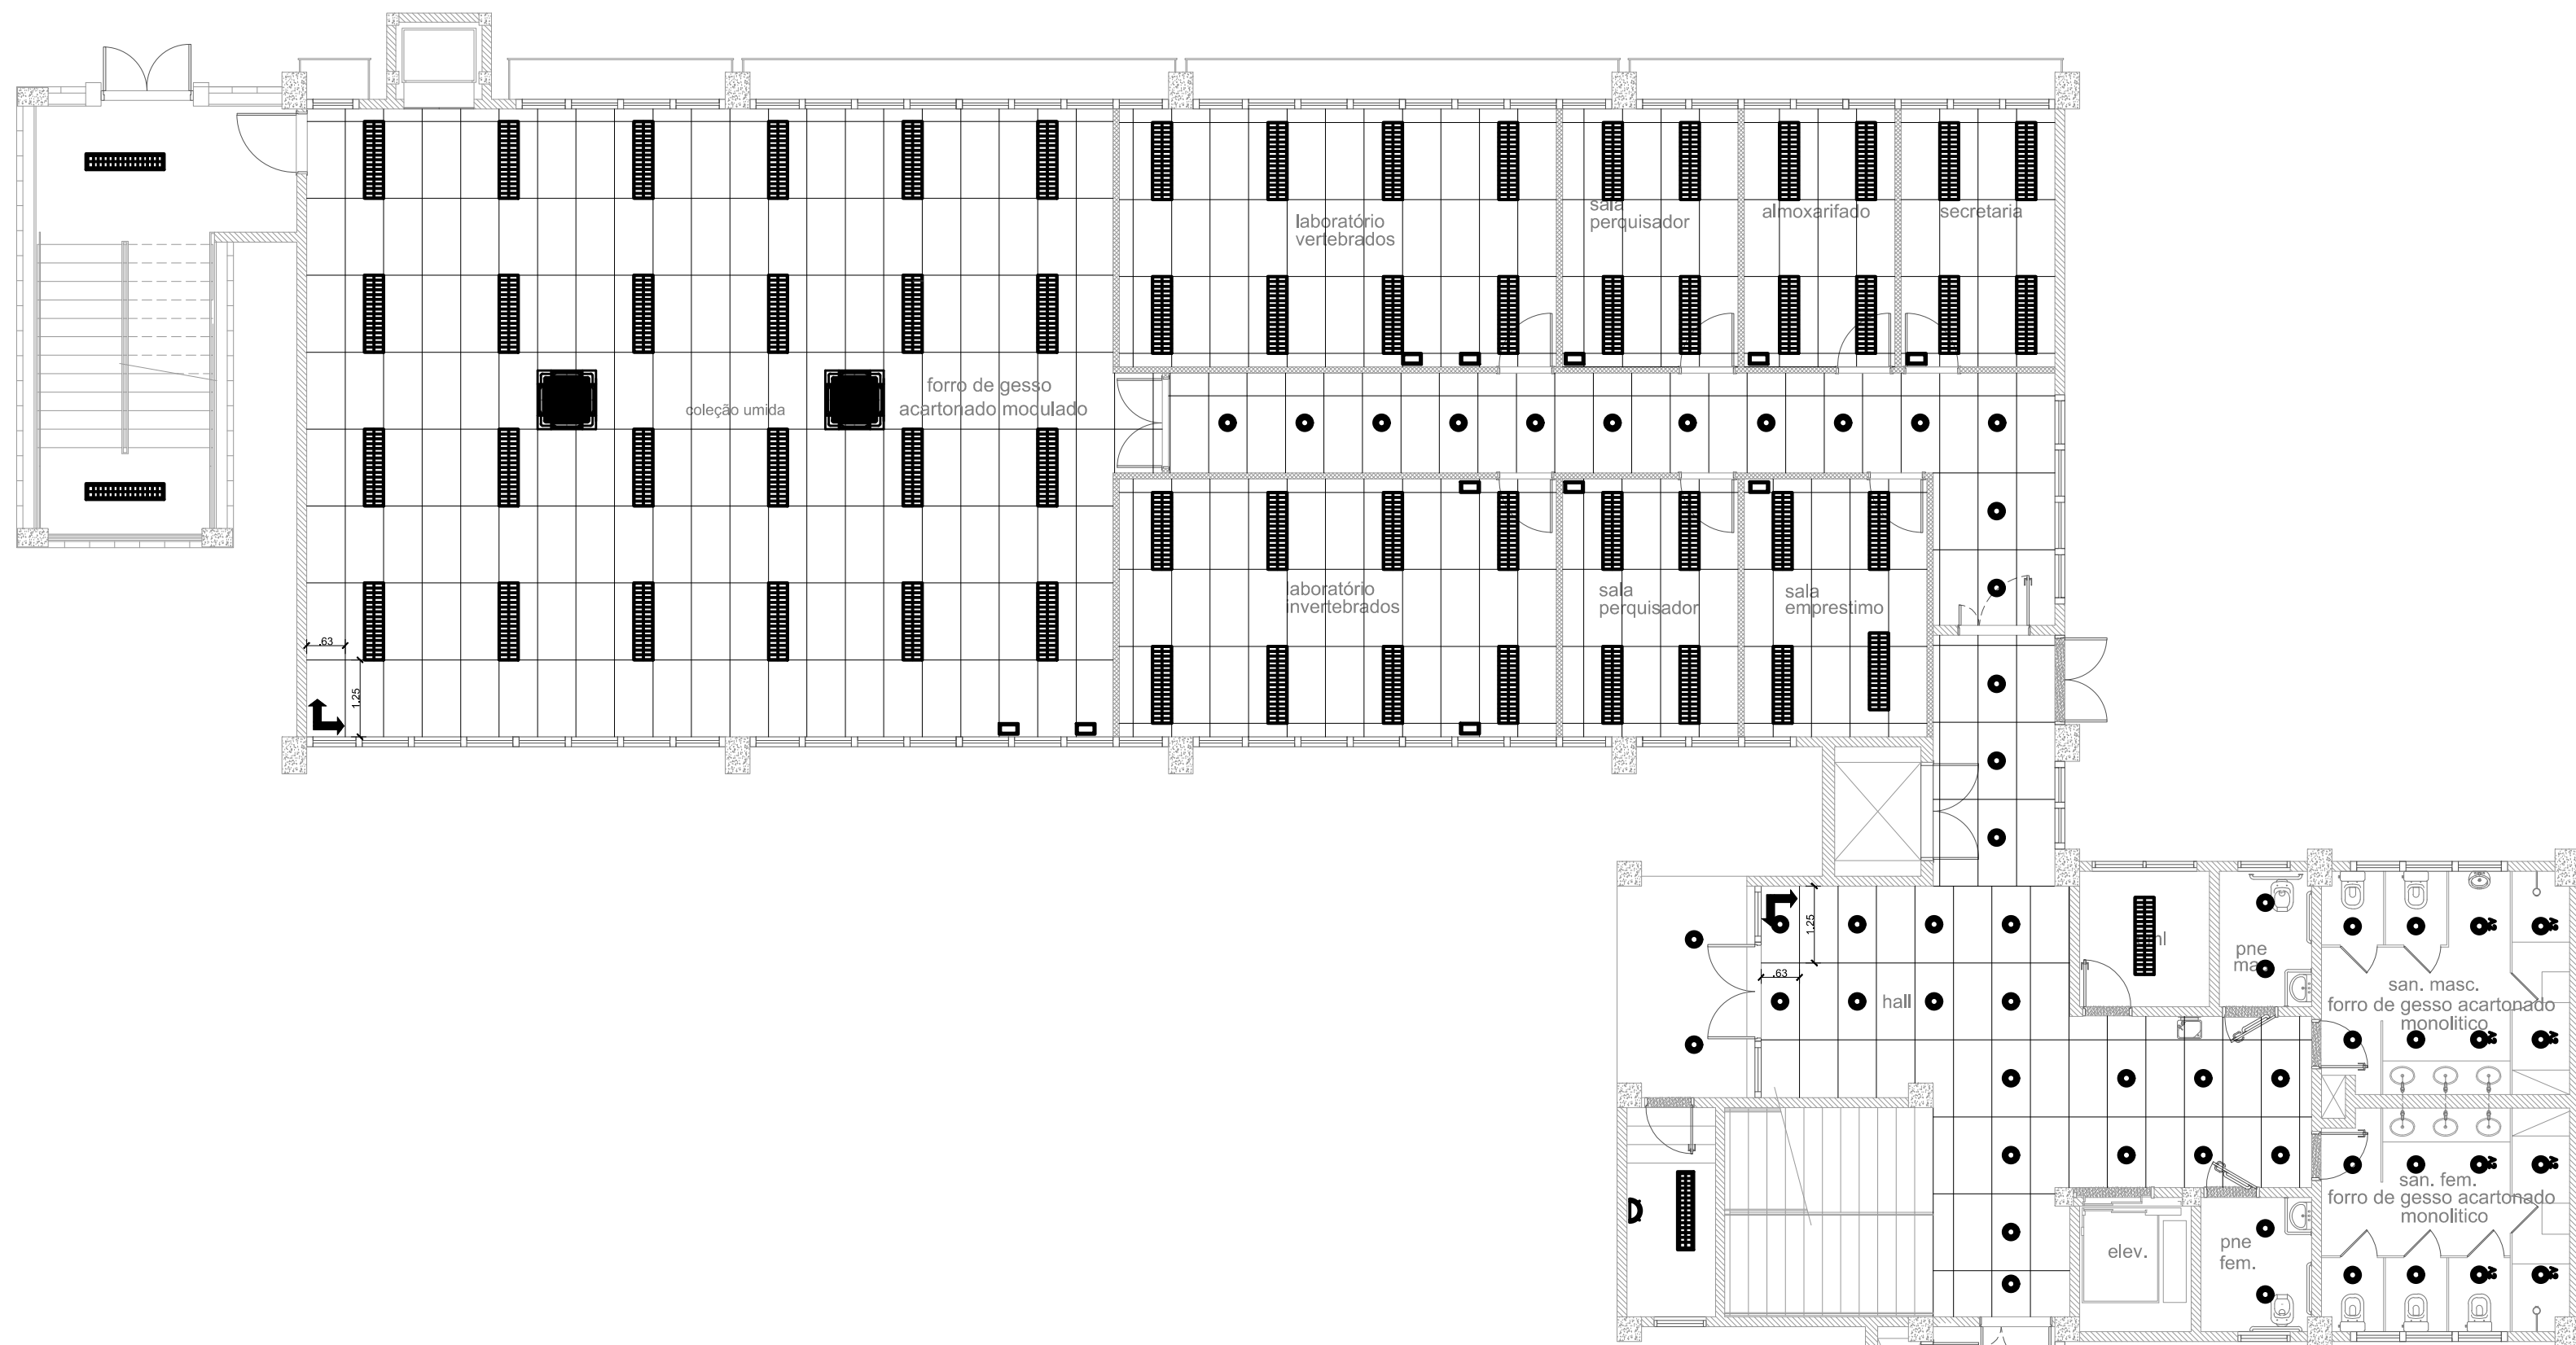 laboratório
vertebrados
sala
perquisador
almoxarifado
secretaria
forro de gesso
acartonado modulado
coleção umida
laboratório
invertebrados
sala
perquisador
sala
emprestimo
.63
1.25
1.25
.63
hall
pne
san. masc.
forro de gesso acartonado
monolitico
san. fem.
forro de gesso acartonado
monolitico
elev.
pne
fem.